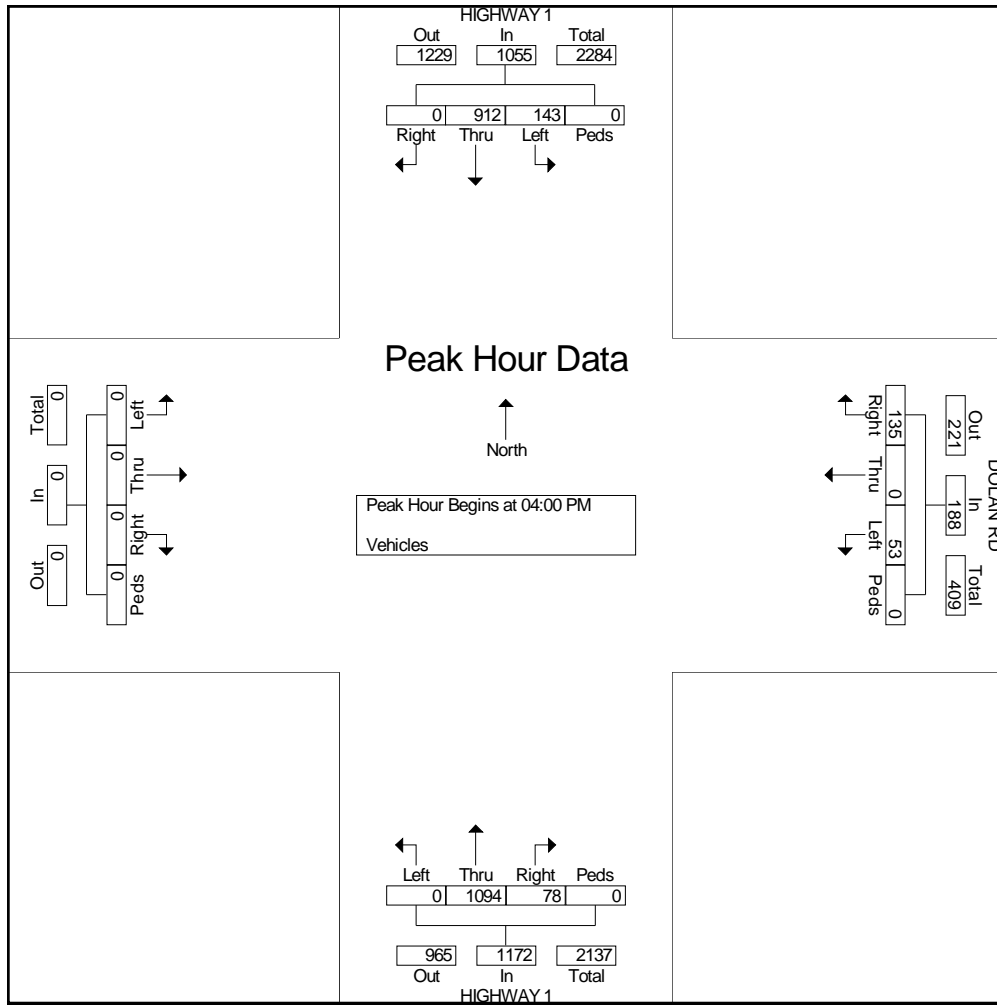 HIGHWAY 1
Out In Total
1229 1055 2284
0 912 143 0
Right Thru Left Peds
Peak Hour Data
North
Peak Hour Begins at 04:00 PM
Vehicles
Total In Out
0 0 0
0 0 0 0
Left Thru Right Peds
Right Thru Left Peds
135 0 53 0
Out In Total
221 188 409
DOLAN RD
Left Thru Right Peds
0 1094 78 0
965 1172 2137
Out In Total
HIGHWAY 1